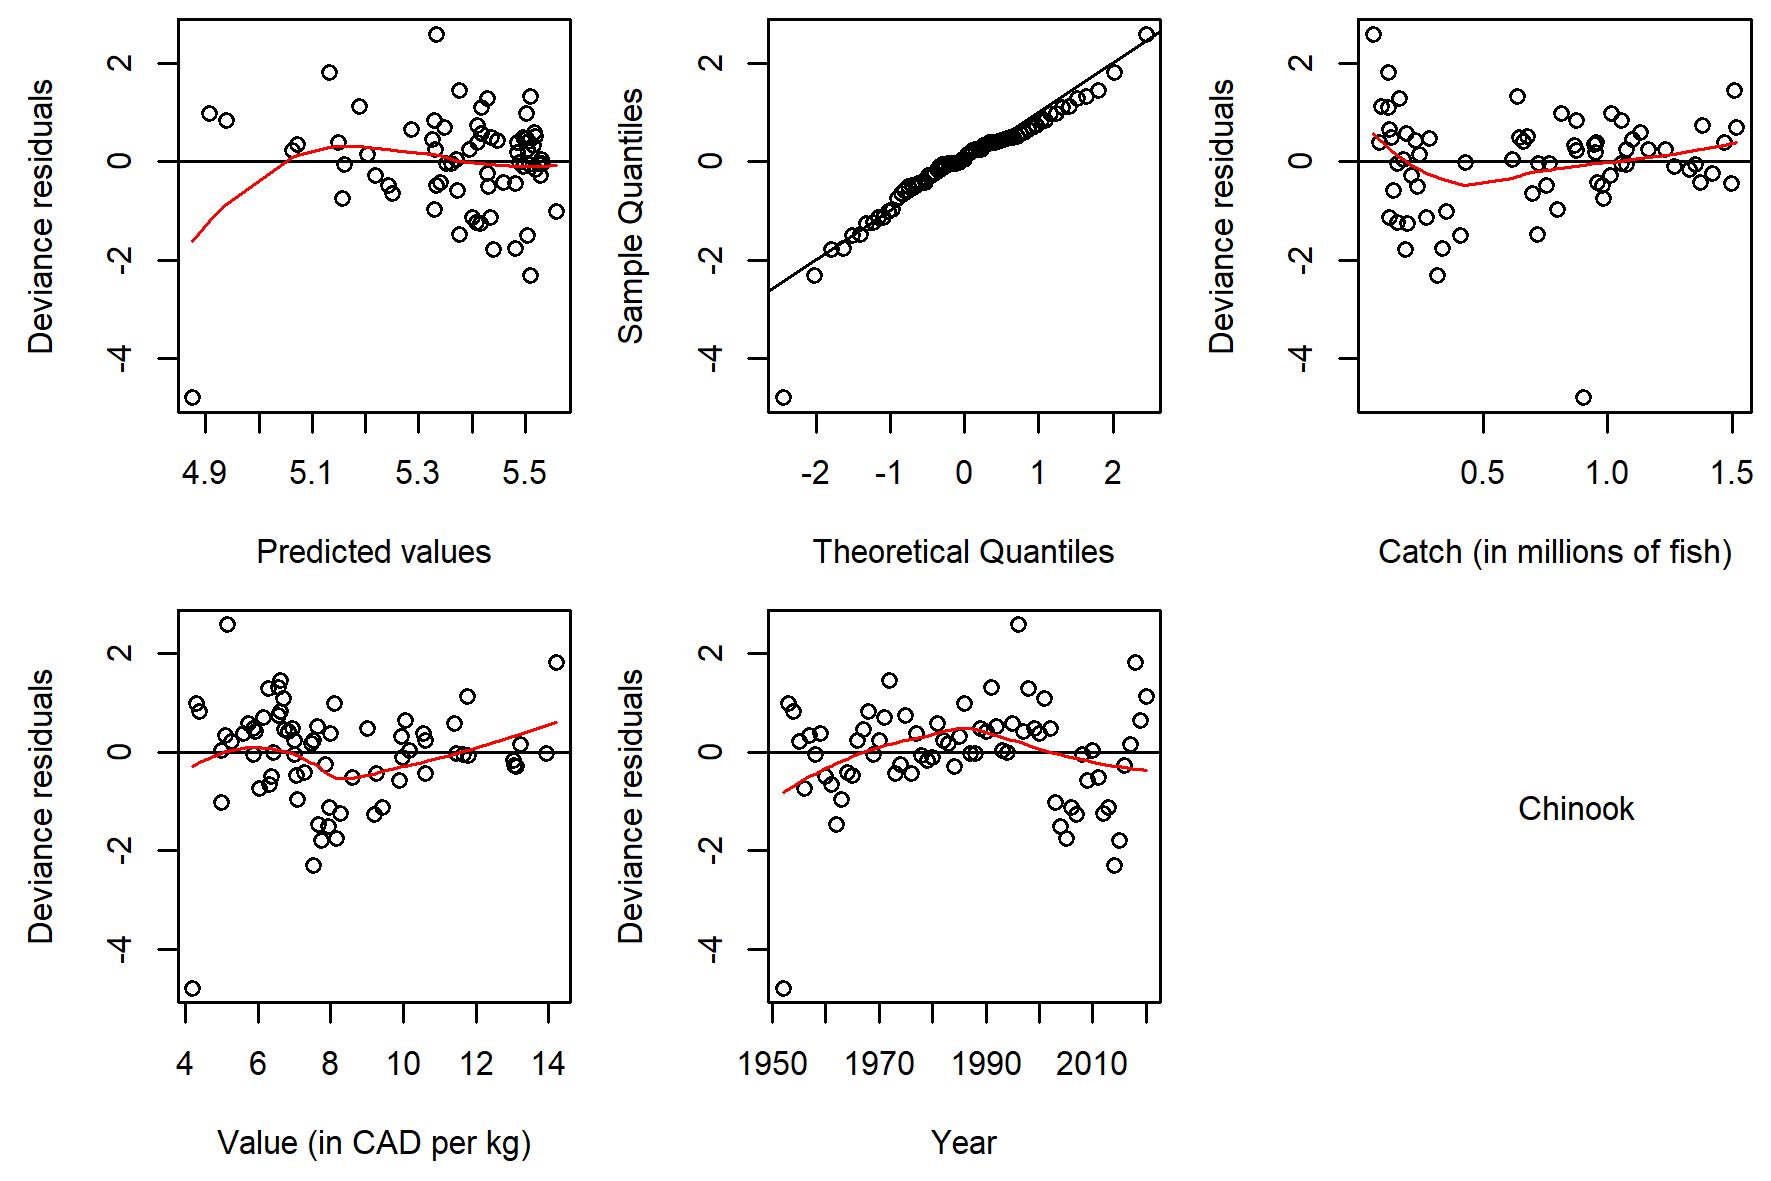 Deviance residuals
2
0
-2
-4
4.9 5.1 5.3 5.5
Predicted values
Sample Quantiles
2
0
-2
-4
-2 -1 0 1 2
Theoretical Quantiles
Deviance residuals
2
0
-2
-4
0.5 1.0 1.5
Catch (in millions of fish)
Deviance residuals
2
0
-2
-4
4 6 8 10 12 14
Value (in CAD per kg)
Deviance residuals
2
0
-2
-4
1950 1970 1990 2010
Year
Chinook